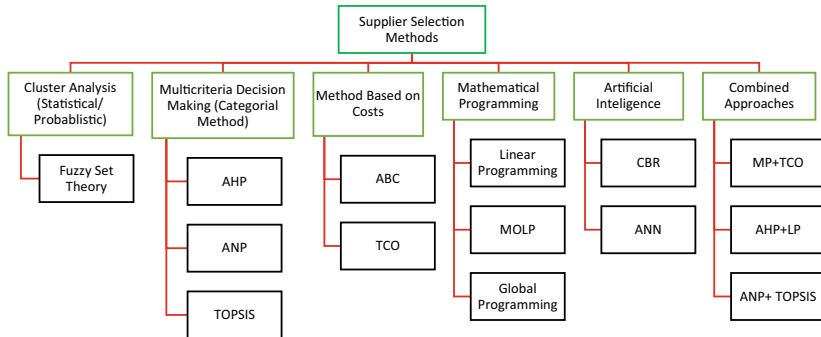 Supplier Selection
Methods
Cluster Analysis
(Statistical/
Probablistic)
Multicriteria Decision
Making (Categorial
Method)
Method Based on
Costs
Mathematical
Programming
Artificial
Inteligence
Combined
Approaches
Fuzzy Set
Theory
AHP
ANP
TOPSIS
ABC
TCO
Linear
Programming
MOLP
Global
Programming
CBR
ANN
MP+TCO
AHP+LP
ANP+ TOPSIS